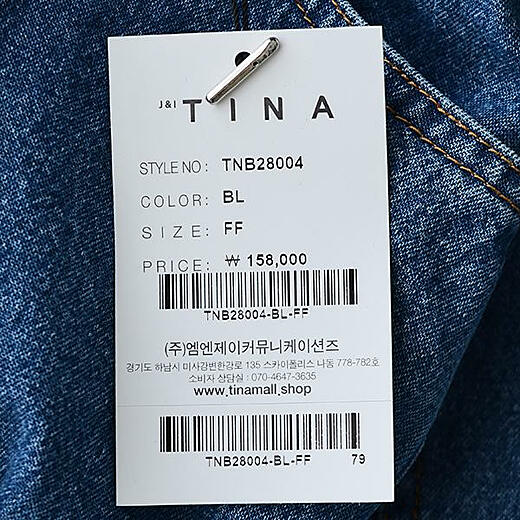 J&I TINA
STYLE NO: TNB28004
COLOR: BL
SIZE: FF
PRICE: ₩ 158,000
TNB28004-BL-FF
(주)엠엔제이커뮤니케이션즈
경기도 하남시 미사강변한강로 135 스카이폴리스 나동 778-782호
소비자 상담실 : 070-4647-3635
www.tinamall.shop
TNB28004-BL-FF 79